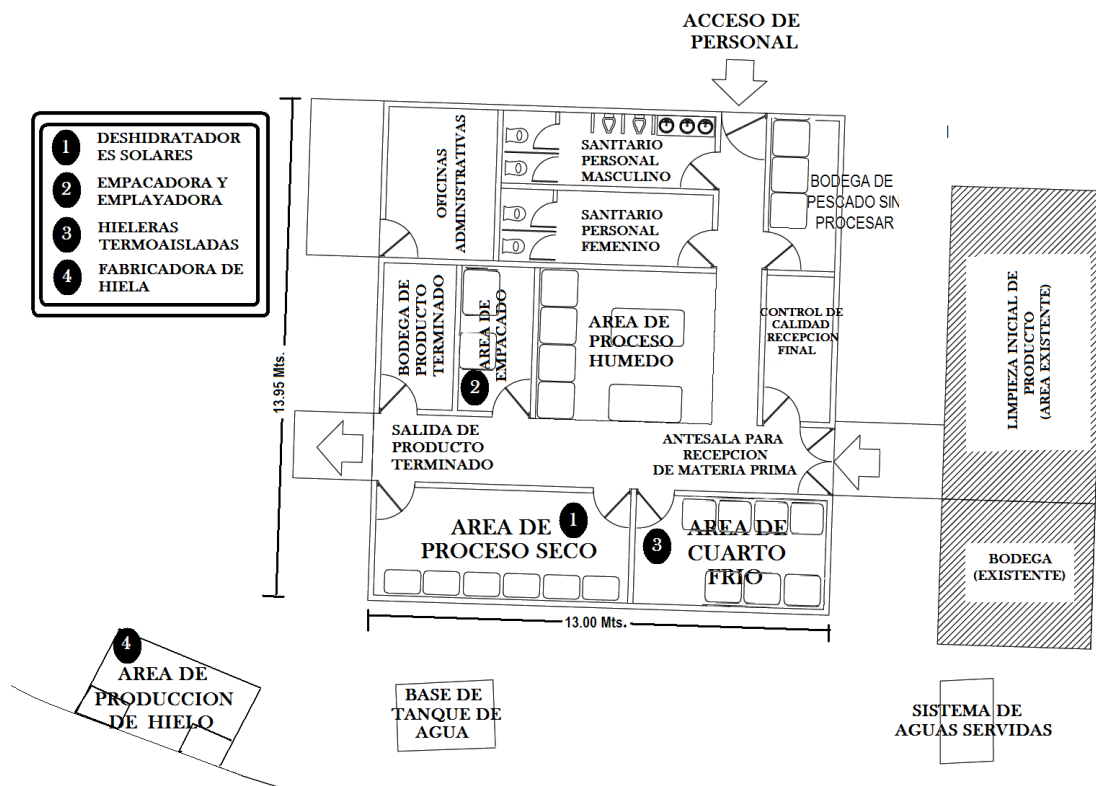 ACCESO DE
PERSONAL
1 DESHIDRATADOR
ES SOLARES
2 EMPACADORA Y
EMPLAYADORA
3 HIELERAS
TERMOAISLADAS
4 FABRICADORA DE
HIELA
OFICINAS
ADMINISTRATIVAS
SANITARIO
PERSONAL
MASCULINO
SANITARIO
PERSONAL
FEMENINO
BODEGA DE
PESCADO SIN
PROCESAR
BODEGA DE
PRODUCTO
TERMINADO
AREA DE
EMPACADO
2
AREA DE
PROCESO
HUMEDO
CONTROL DE
CALIDAD
RECEPCION
FINAL
LIMPIEZA INICIAL DE
PRODUCTO
(AREA EXISTENTE)
13.95 Mts.
SALIDA DE
PRODUCTO
TERMINADO
ANTESALA PARA
RECEPCION
DE MATERIA PRIMA
AREA DE 1
PROCESO SECO
3
AREA DE
CUARTO
FRIO
BODEGA
(EXISTENTE)
13.00 Mts.
4
AREA DE
PRODUCCION
DE HIELO
BASE DE
TANQUE DE
AGUA
SISTEMA DE
AGUAS SERVIDAS